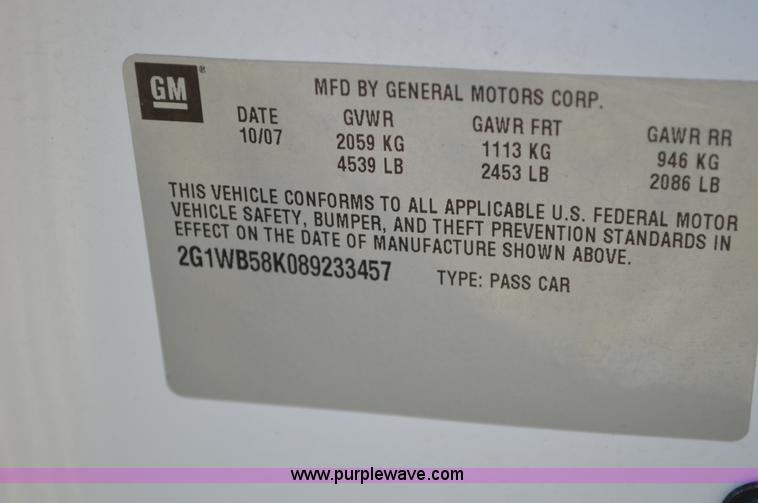 GM®
MFD BY GENERAL MOTORS CORP.
DATE GVWR GAWR FRT GAWR RR
10/07 2059 KG 1113 KG 946 KG
4539 LB 2453 LB 2086 LB
THIS VEHICLE CONFORMS TO ALL APPLICABLE U.S. FEDERAL MOTOR
VEHICLE SAFETY, BUMPER, AND THEFT PREVENTION STANDARDS IN
EFFECT ON THE DATE OF MANUFACTURE SHOWN ABOVE.
2G1WB58K089233457 TYPE: PASS CAR
www.purplewave.com